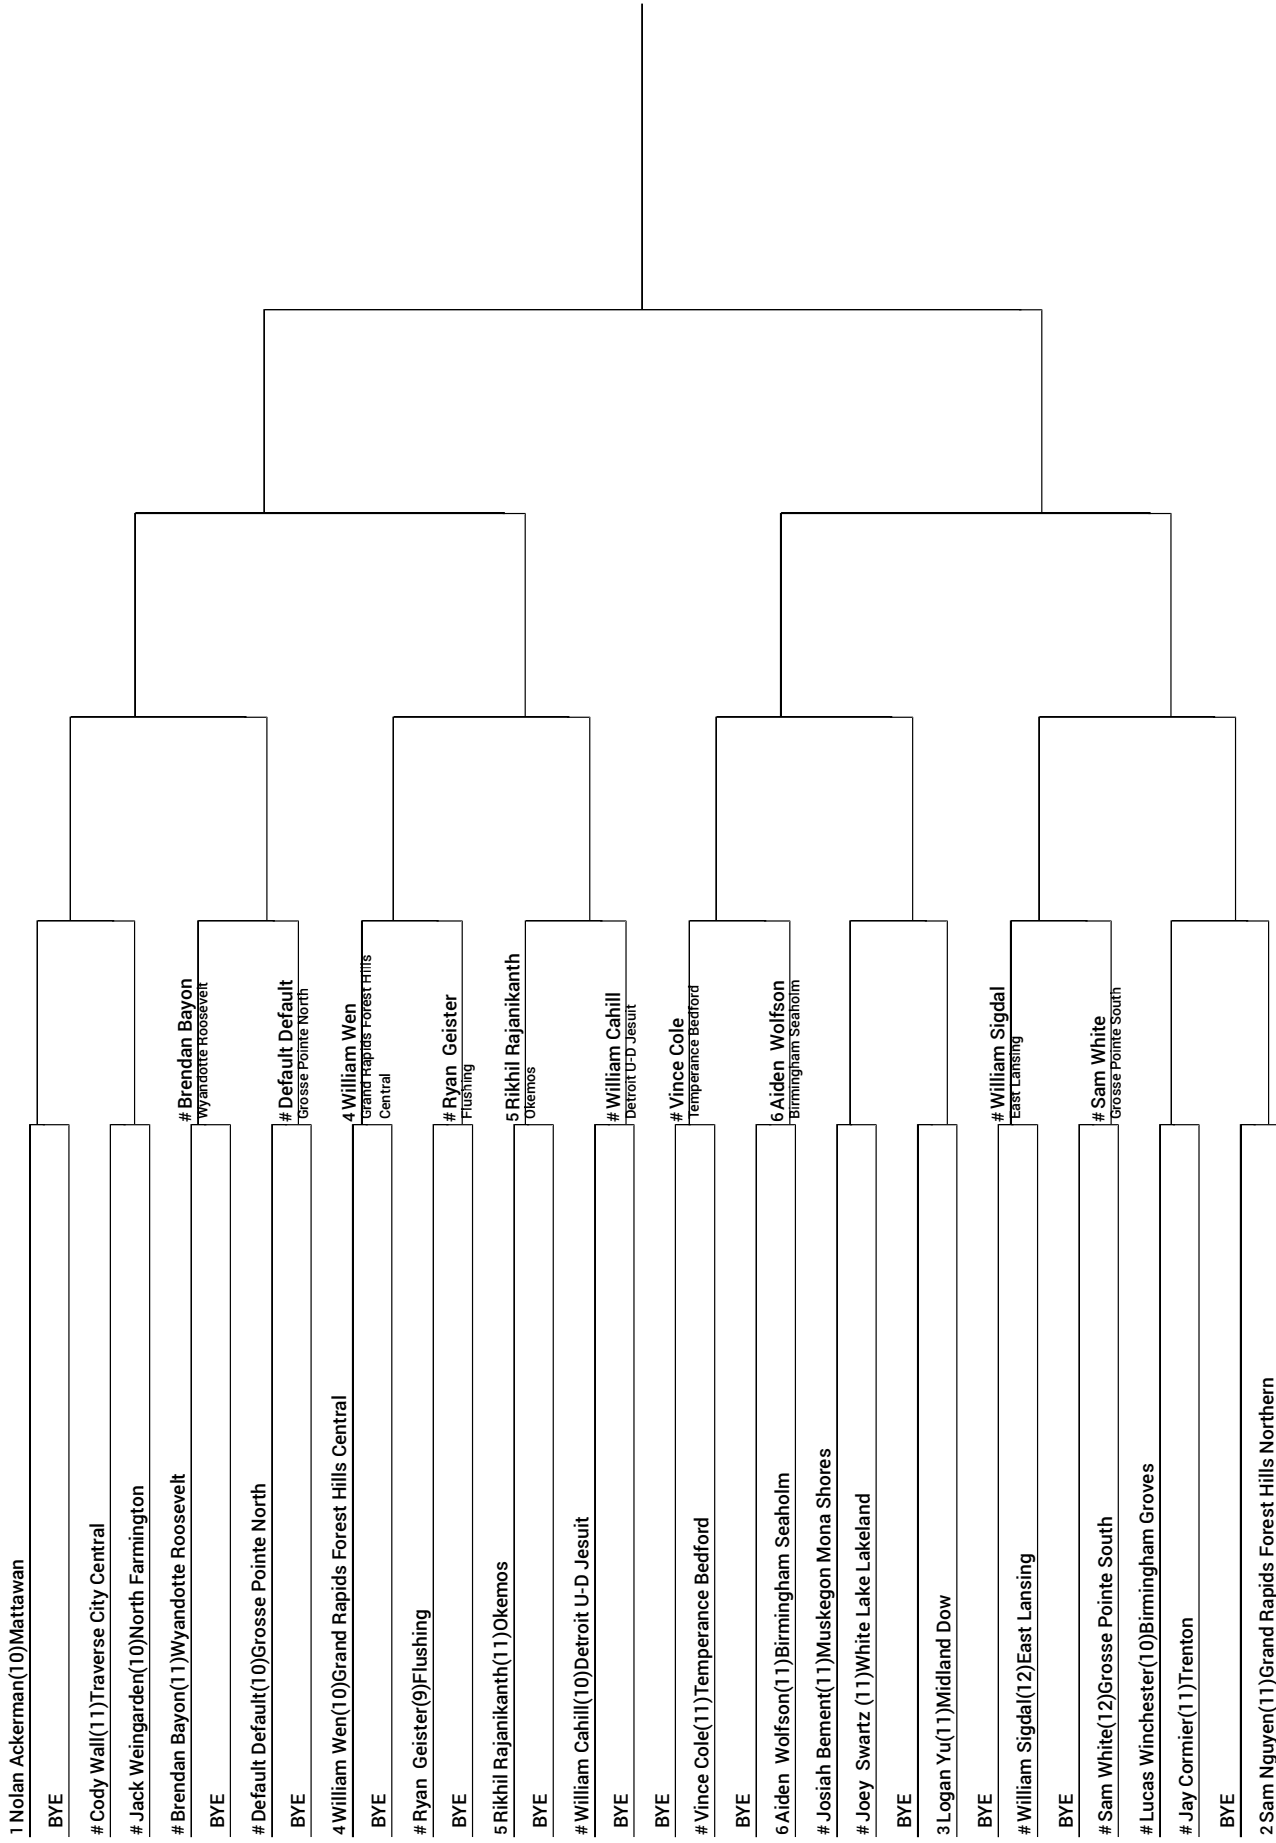 1 Nolan Ackerman(10)Mattawan
BYE
# Cody Wall(11)Traverse City Central
# Jack Weingarden(10)North Farmington
# Brendan Bayon(11)Wyandotte Roosevelt
BYE
# Default Default(10)Grosse Pointe North
BYE
4 William Wen(10)Grand Rapids Forest Hills Central
BYE
# Ryan Geister(9)Flushing
BYE
5 Rikhil Rajanikanth(11)Okemos
BYE
# William Cahill(10)Detroit U-D Jesuit
BYE
BYE
# Vince Cole(11)Temperance Bedford
BYE
6 Aiden Wolfson(11)Birmingham Seaholm
# Josiah Bement(11)Muskegon Mona Shores
# Joey Swartz (11)White Lake Lakeland
BYE
3 Logan Yu(11)Midland Dow
BYE
# William Sigdal(12)East Lansing
BYE
# Sam White(12)Grosse Pointe South
# Lucas Winchester(10)Birmingham Groves
# Jay Cormier(11)Trenton
BYE
2 Sam Nguyen(11)Grand Rapids Forest Hills Northern
# Brendan Bayon
Wyandotte Roosevelt
# Default Default
Grosse Pointe North
4 William Wen
Grand Rapids Forest Hills
Central
# Ryan Geister
Flushing
5 Rikhil Rajanikanth
Okemos
# William Cahill
Detroit U-D Jesuit
# Vince Cole
Temperance Bedford
6 Aiden Wolfson
Birmingham Seaholm
# William Sigdal
East Lansing
# Sam White
Grosse Pointe South